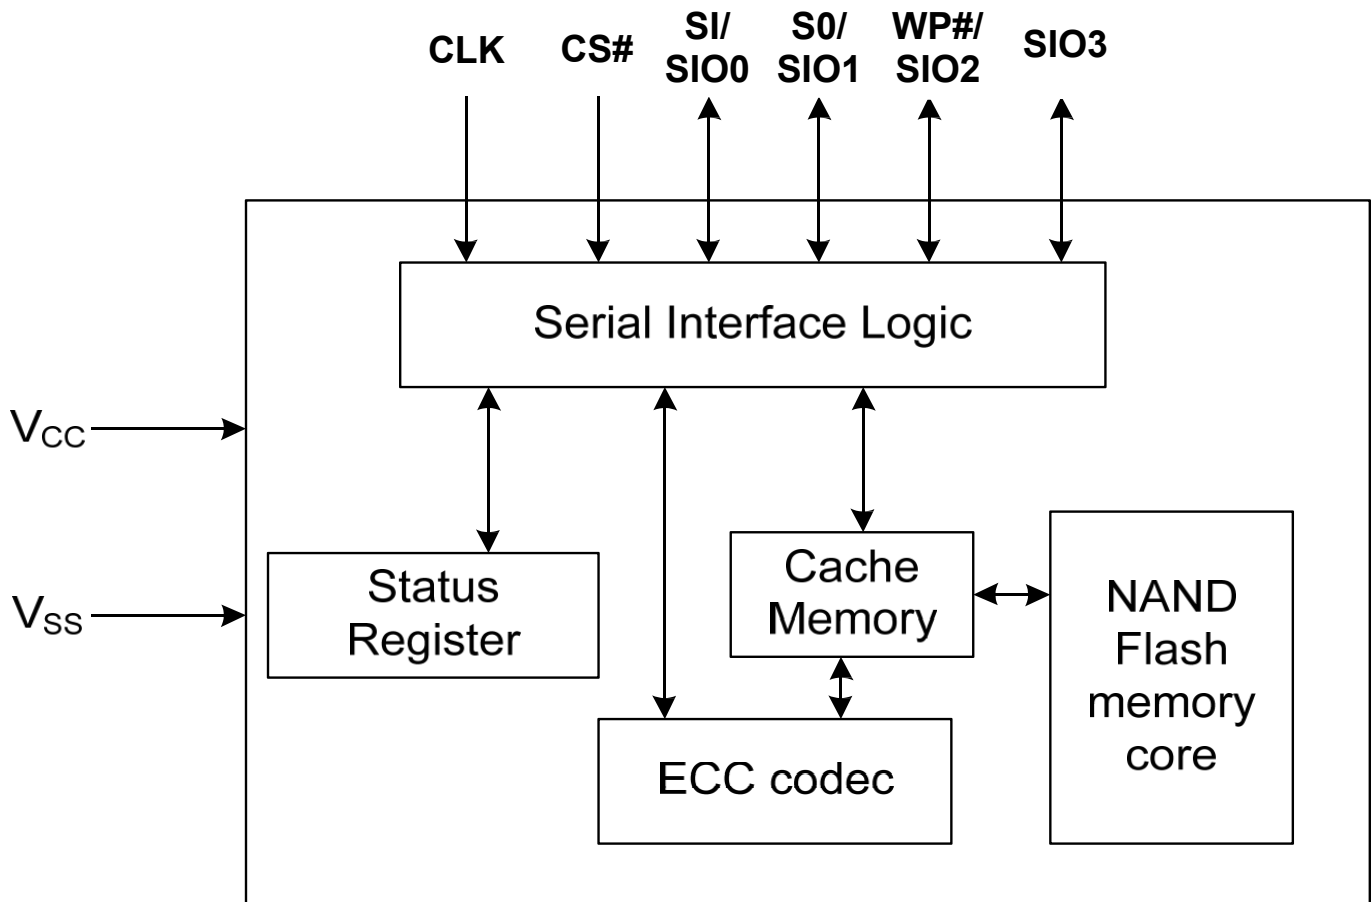 CLK
CS#
SI/
SIO0
S0/
SIO1
WP#/
SIO2
SIO3
Serial Interface Logic
VCC
VSS
Status
Register
Cache
Memory
NAND
Flash
memory
core
ECC codec